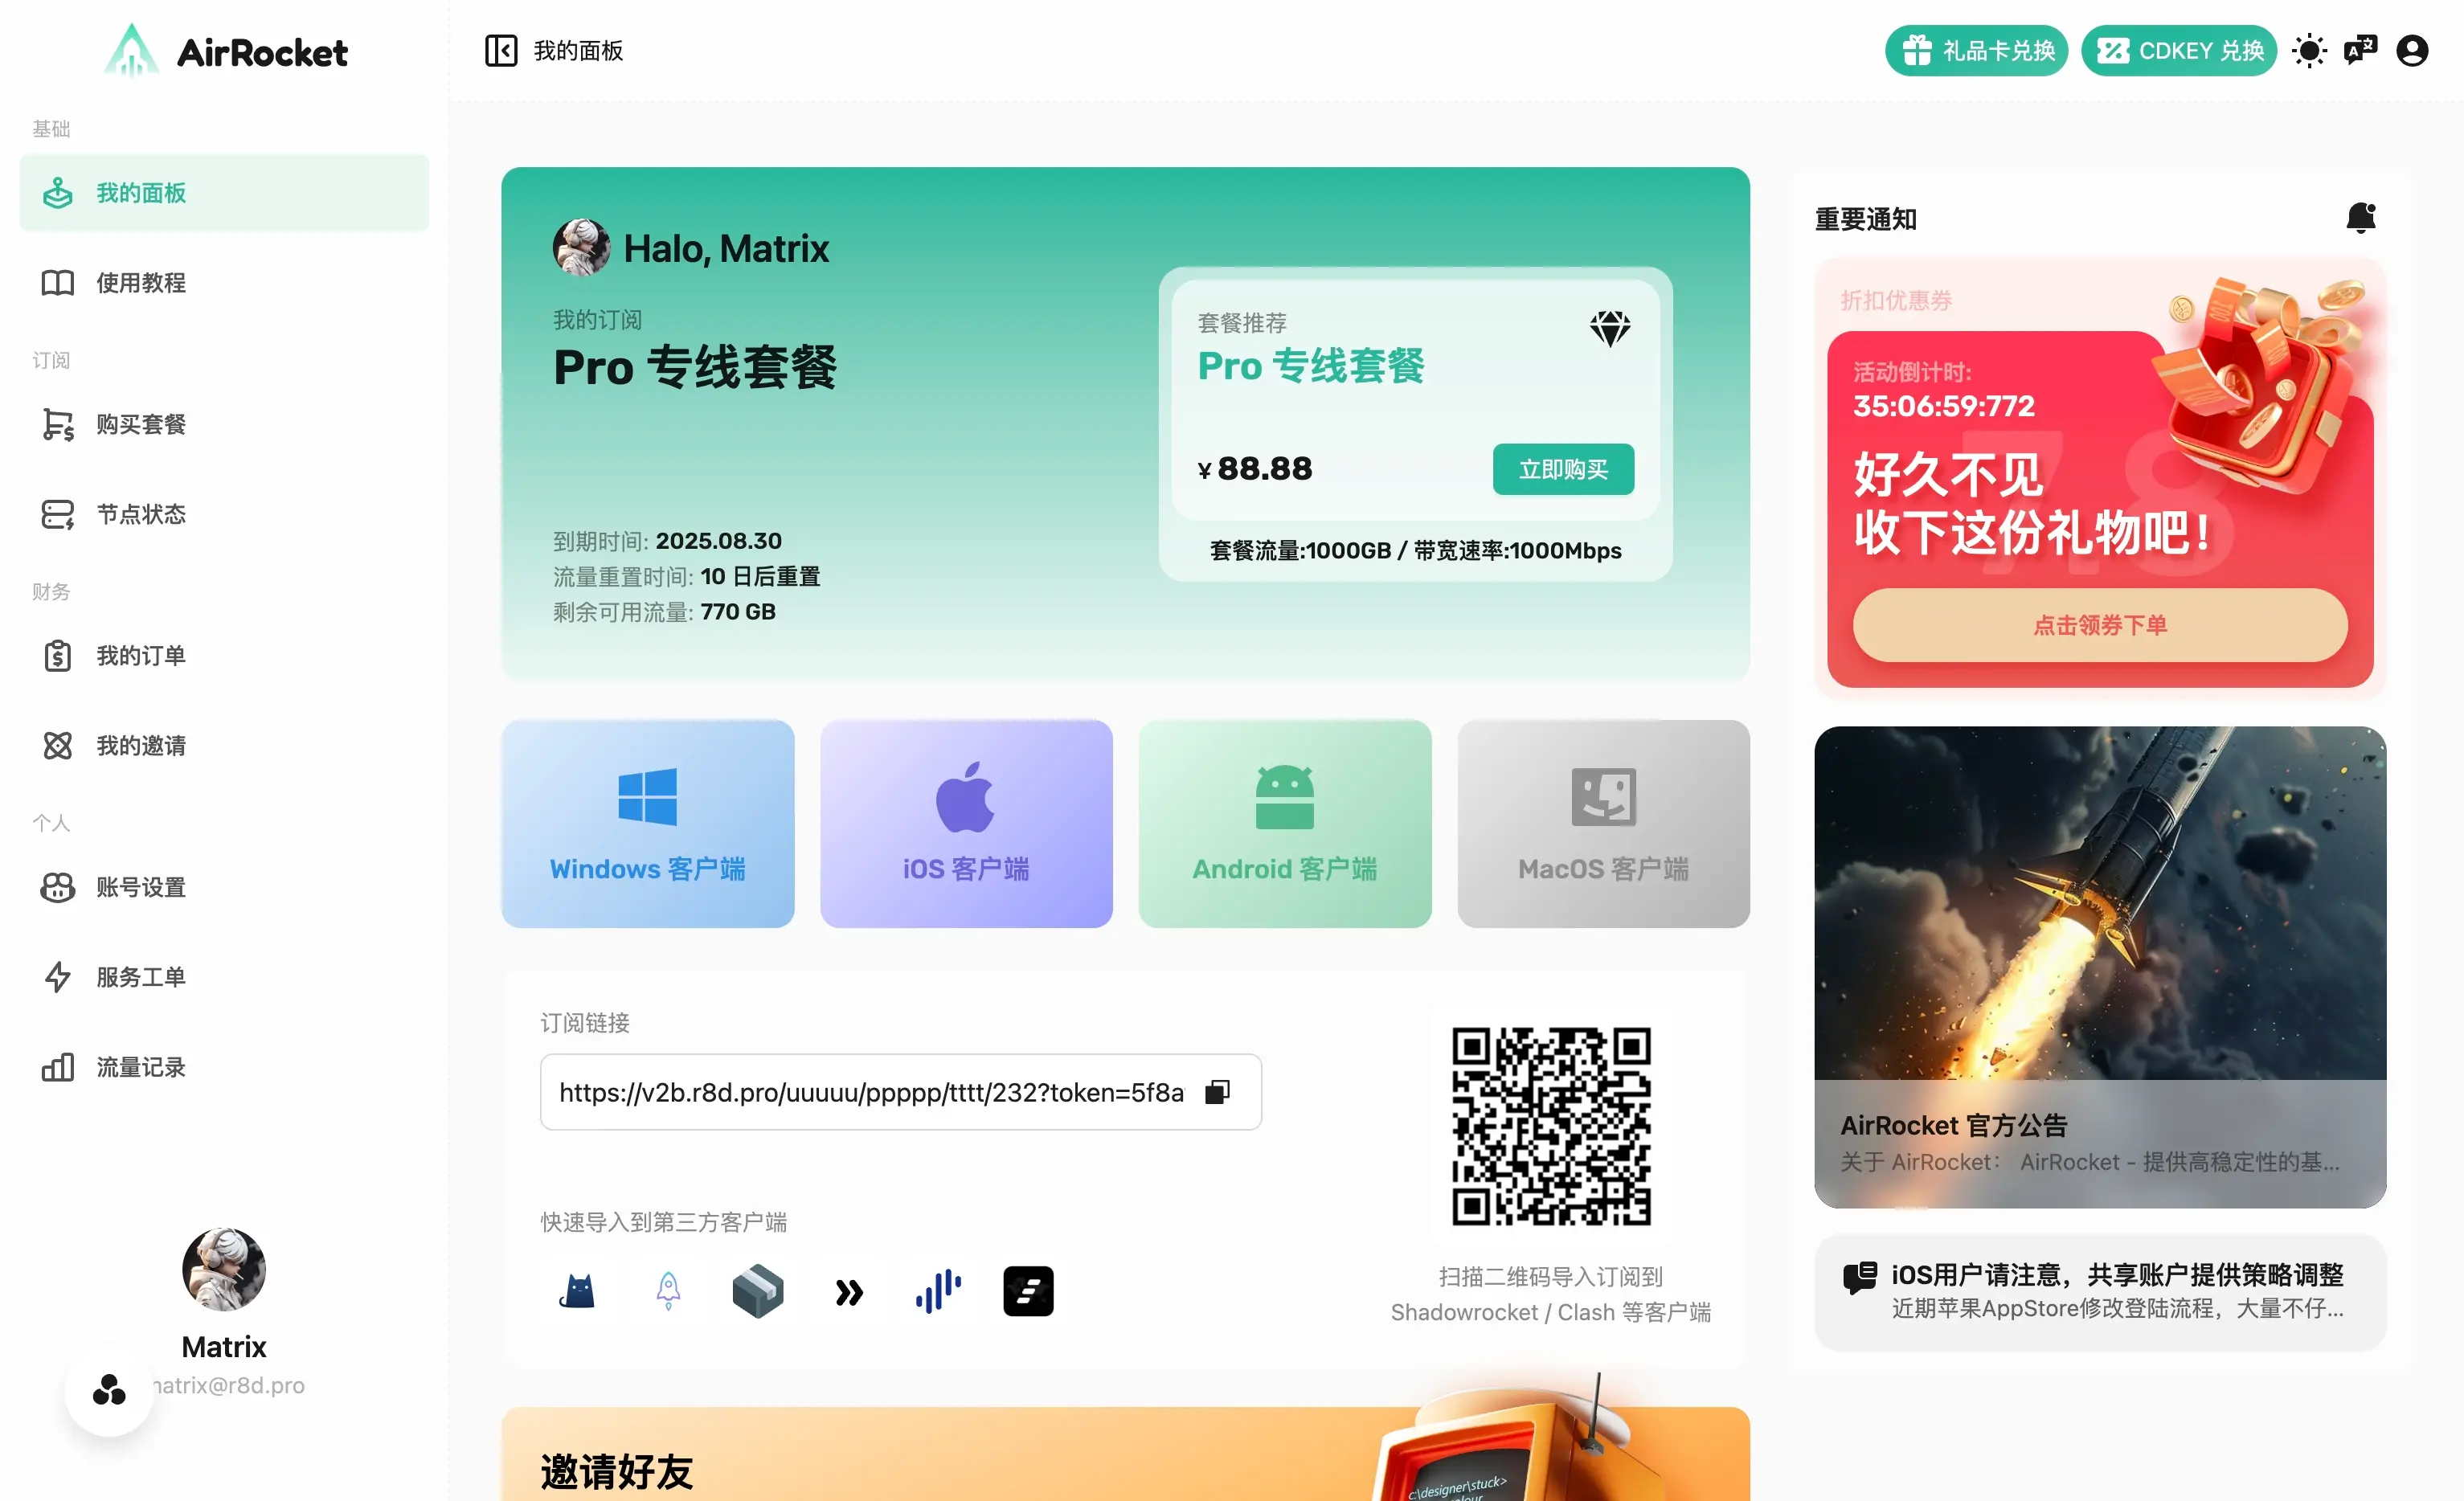 AirRocket
基础
我的面板
使用教程
订阅
购买套餐
节点状态
财务
我的订单
我的邀请
个人
账号设置
服务工单
流量记录
Matrix
atrix@r8d.pro
我的面板
礼品卡兑换
CDKEY 兑换
Halo, Matrix
我的订阅
Pro 专线套餐
到期时间: 2025.08.30
流量重置时间: 10 日后重置
剩余可用流量: 770 GB
套餐推荐
Pro 专线套餐
¥ 88.88
立即购买
套餐流量:1000GB / 带宽速率:1000Mbps
Windows 客户端
iOS 客户端
Android 客户端
MacOS 客户端
订阅链接
https://v2b.r8d.pro/uuuuu/ppppp/tttt/232?token=5f8a
快速导入到第三方客户端
扫描二维码导入订阅到
Shadowrocket / Clash 等客户端
邀请好友
c:\designer\stuck>
重要通知
折扣优惠券
活动倒计时:
35:06:59:772
7.8
好久不见
收下这份礼物吧!
点击领券下单
AirRocket 官方公告
关于 AirRocket： AirRocket - 提供高稳定性的基...
iOS用户请注意，共享账户提供策略调整
近期苹果AppStore修改登陆流程，大量不仔...